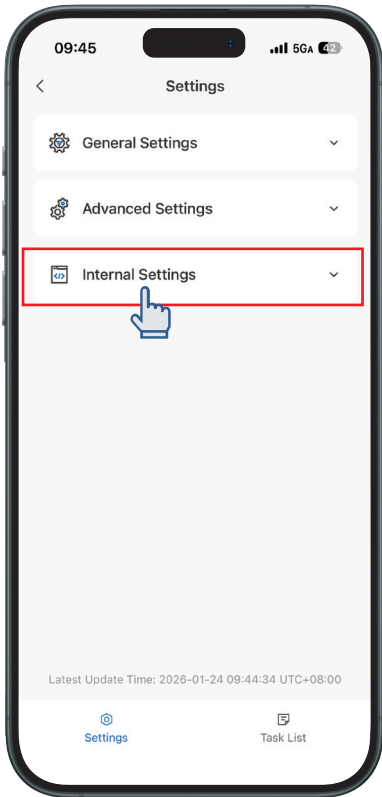 09:45
5GA 42
Settings
General Settings
Advanced Settings
Internal Settings
Latest Update Time: 2026-01-24 09:44:34 UTC+08:00
Settings
Task List